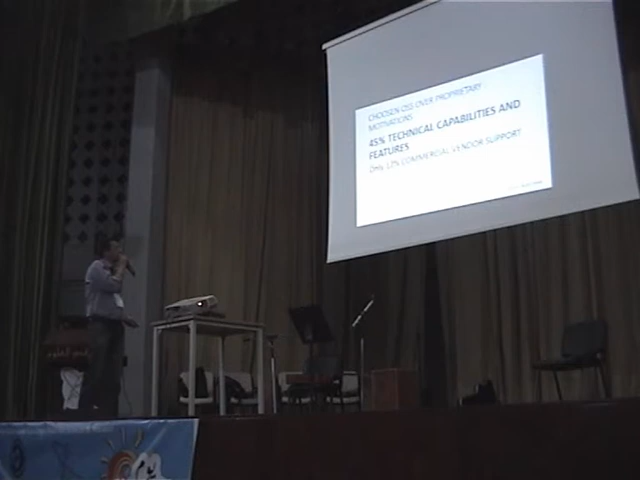 CHOOSEN OSS OVER PROPRIETARY
MOTIVATIONS
45% TECHNICAL CAPABILITIES AND
FEATURES
Only 12% COMMERCIAL VENDOR SUPPORT